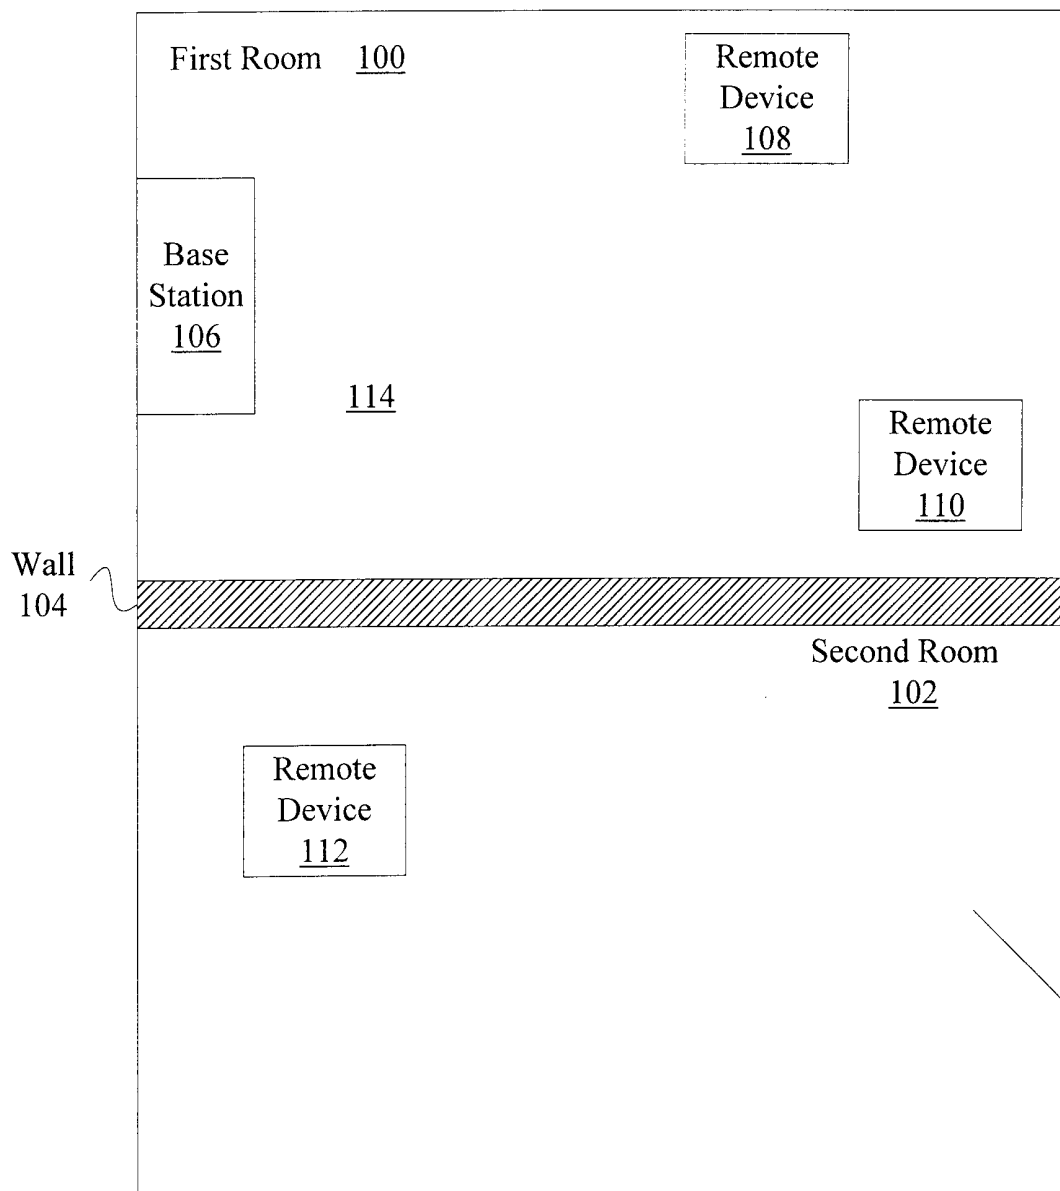 First Room 100
Remote
Device
108
Base
Station
106
114
Remote
Device
110
Wall
104
Second Room
102
Remote
Device
112